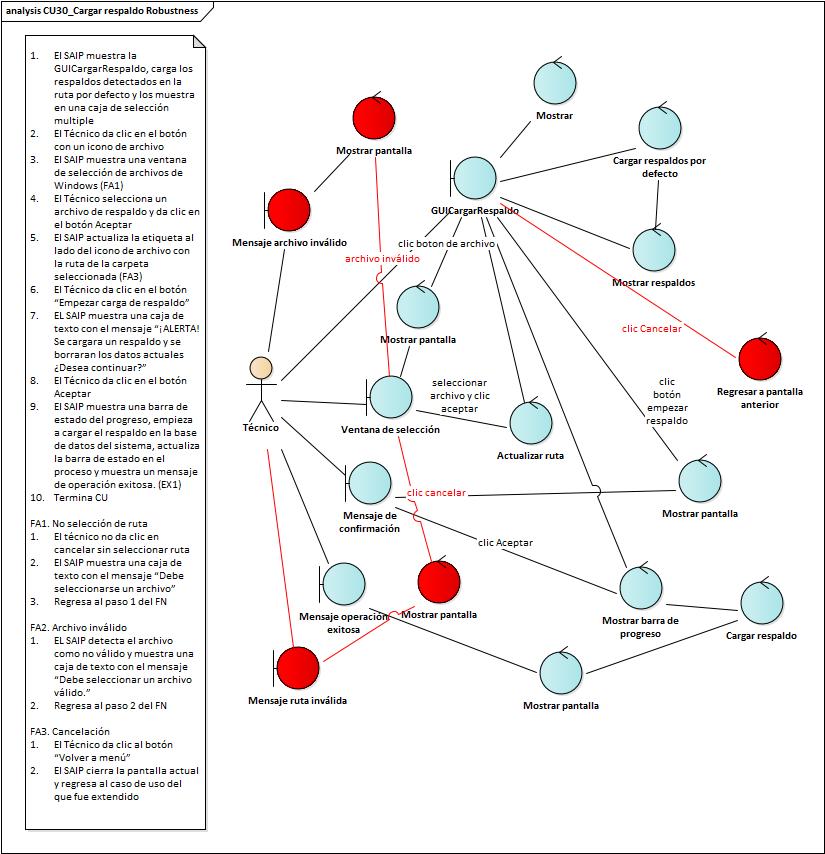 analysis CU30_Cargar respaldo Robustness
1. El SAIP muestra la
GUICargarRespaldo, carga los
respaldos detectados en la
ruta por defecto y los muestra
en una caja de selección
multiple
2. El Técnico da clic en el botón
con un icono de archivo
3. El SAIP muestra una ventana
de selección de archivos de
Windows (FA1)
4. El Técnico selecciona un
archivo de respaldo y da clic en
el botón Aceptar
5. El SAIP actualiza la etiqueta al
lado del icono de archivo con
la ruta de la carpeta
seleccionada (FA3)
6. El Técnico da clic en el botón
“Empezar carga de respaldo”
7. EL SAIP muestra una caja de
texto con el mensaje “¡ALERTA!
Se cargara un respaldo y se
borraran los datos actuales
¿Desea continuar?”
8. El Técnico da clic en el botón
Aceptar
9. El SAIP muestra una barra de
estado del progreso, empieza
a cargar el respaldo en la base
de datos del sistema, actualiza
la barra de estado en el
proceso y muestra un mensaje
de operación exitosa. (EX1)
10. Termina CU
FA1. No selección de ruta
1. El técnico no da clic en
cancelar sin seleccionar ruta
2. El SAIP muestra una caja de
texto con el mensaje “Debe
seleccionarse un archivo”
3. Regresa al paso 1 del FN
FA2. Archivo inválido
1. EL SAIP detecta el archivo
como no válido y muestra una
caja de texto con el mensaje
“Debe seleccionar un archivo
válido.”
2. Regresa al paso 2 del FN
FA3. Cancelación
1. El Técnico da clic al botón
“Volver a menú”
2. El SAIP cierra la pantalla actual
y regresa al caso de uso del
que fue extendido
Mostrar
Mostrar pantalla
Cargar respaldos por
defecto
GUICargarRespaldo
Mensaje archivo inválido
clic boton de archivo
archivo inválido
Mostrar respaldos
clic Cancelar
Mostrar pantalla
Regresar a pantalla
anterior
seleccionar
archivo y clic
aceptar
clic
botón
empezar
respaldo
Técnico
Ventana de selección
Actualizar ruta
clic cancelar
Mensaje de
confirmación
Mostrar pantalla
clic Aceptar
Mensaje operación
exitosa
Mostrar pantalla
Mostrar barra de
progreso
Cargar respaldo
Mensaje ruta inválida
Mostrar pantalla